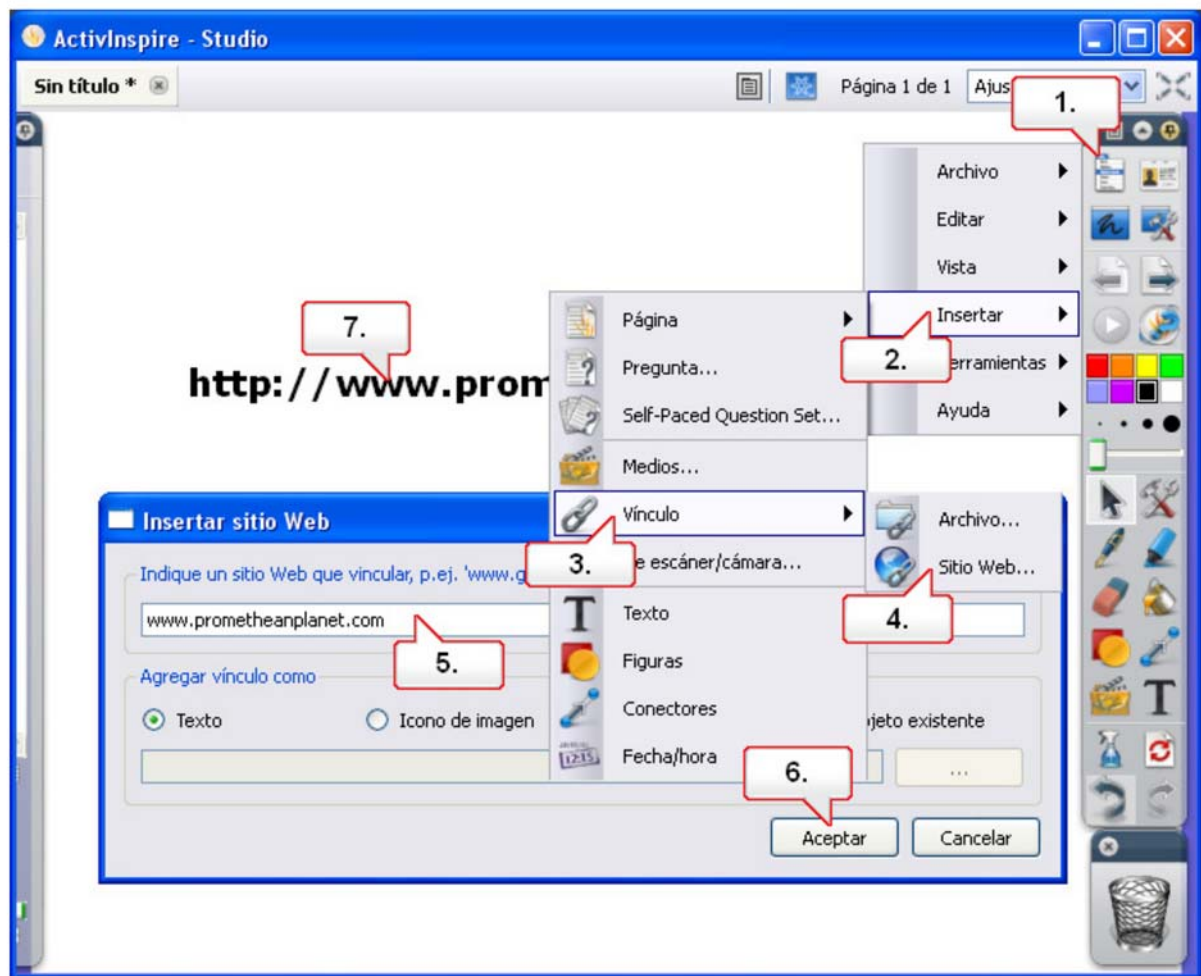 ActivInspire - Studio
Sin título *
Página 1 de 1
1.
Archivo
Editar
Vista
Insertar
2.
Ayuda
Página
Pregunta...
Self-Paced Question Set...
Medios...
Vínculo
3.
escáner/cámara...
Texto
Figuras
Conectores
Fecha/hora
12:15
Archivo...
Sitio Web...
4.
7.
http://www.prom
Insertar sitio Web
Indique un sitio Web que vincular, p.ej. 'www.g
www.prometheanplanet.com
5.
Agregar vínculo como
Texto
Icono de imagen
existente
...
6.
Aceptar
Cancelar
T